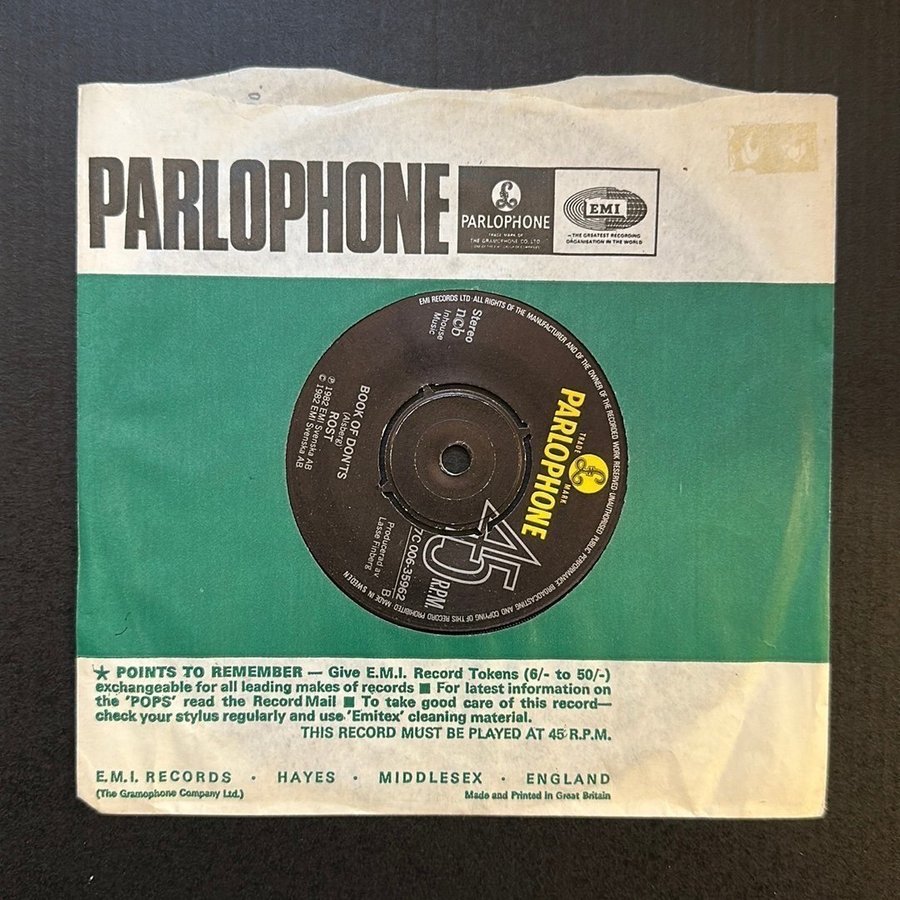 PARLOPHONE
PARLOPHONE
TRADE MARK OF
THE GRAMOPHONE CO. LTD.
EMI
THE GREATEST RECORDING
ORGANISATION IN THE WORLD
EMI RECORDS LTD ALL RIGHTS OF THE MANUFACTURER AND OF THE OWNER OF THE RECORDED WORK RESERVED UNAUTHORISED PUBLIC PERFORMANCE BROADCASTING AND COPYING OF THIS RECORD PROHIBITED MADE IN SWEDEN
PARLOPHONE
TRADE MARK
£
45
R.P.M.
Stereo
ncb
Inhouse
Music
7C 006-35962
B
Producerad av
Lasse Finberg
BOOK OF DON'TS
(Alsberg)
ROST
℗ 1982 EMI Svenska AB
© 1982 EMI Svenska AB
★ POINTS TO REMEMBER — Give E.M.I. Record Tokens (6/- to 50/-)
exchangeable for all leading makes of records ■ For latest information on
the 'POPS' read the Record Mail ■ To take good care of this record—
check your stylus regularly and use 'Emitex' cleaning material.
THIS RECORD MUST BE PLAYED AT 45 R.P.M.
E.M.I. RECORDS · HAYES · MIDDLESEX · ENGLAND
(The Gramophone Company Ltd.)
Made and Printed in Great Britain